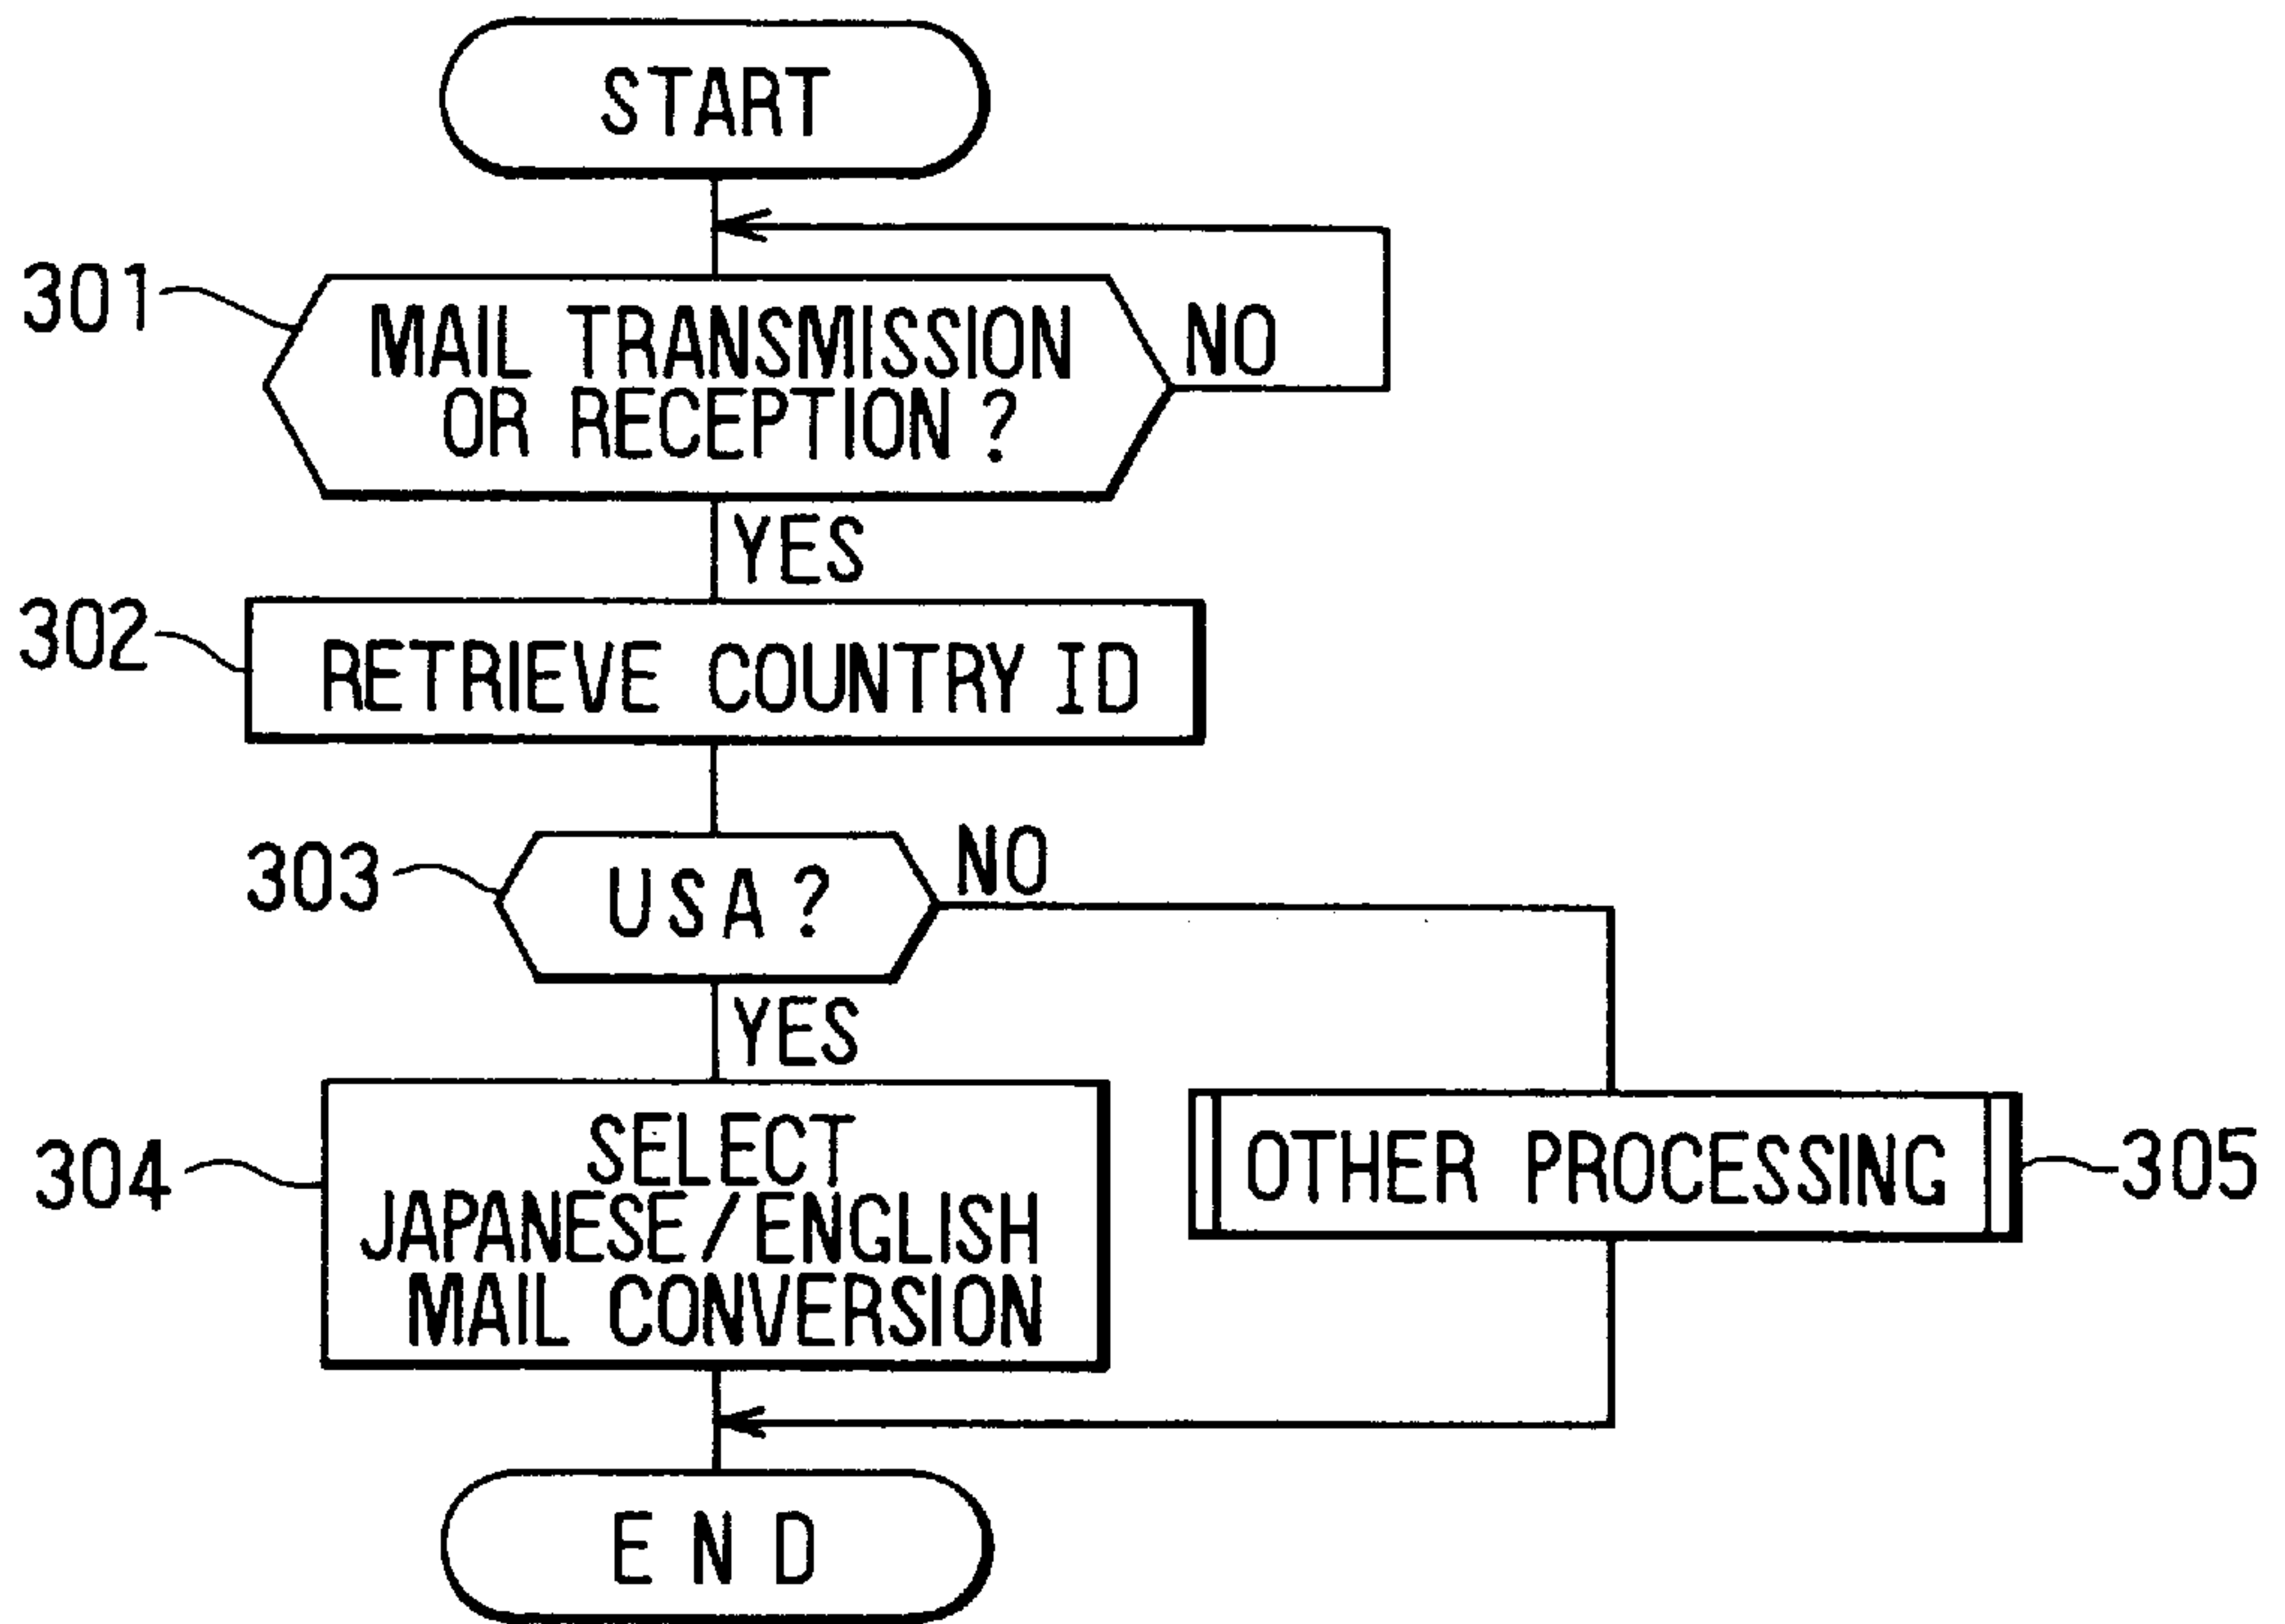 START
301
MAIL TRANSMISSION
OR RECEPTION ?
NO
YES
302
RETRIEVE COUNTRY ID
303
USA ?
NO
YES
304
SELECT
JAPANESE/ENGLISH
MAIL CONVERSION
OTHER PROCESSING
305
END